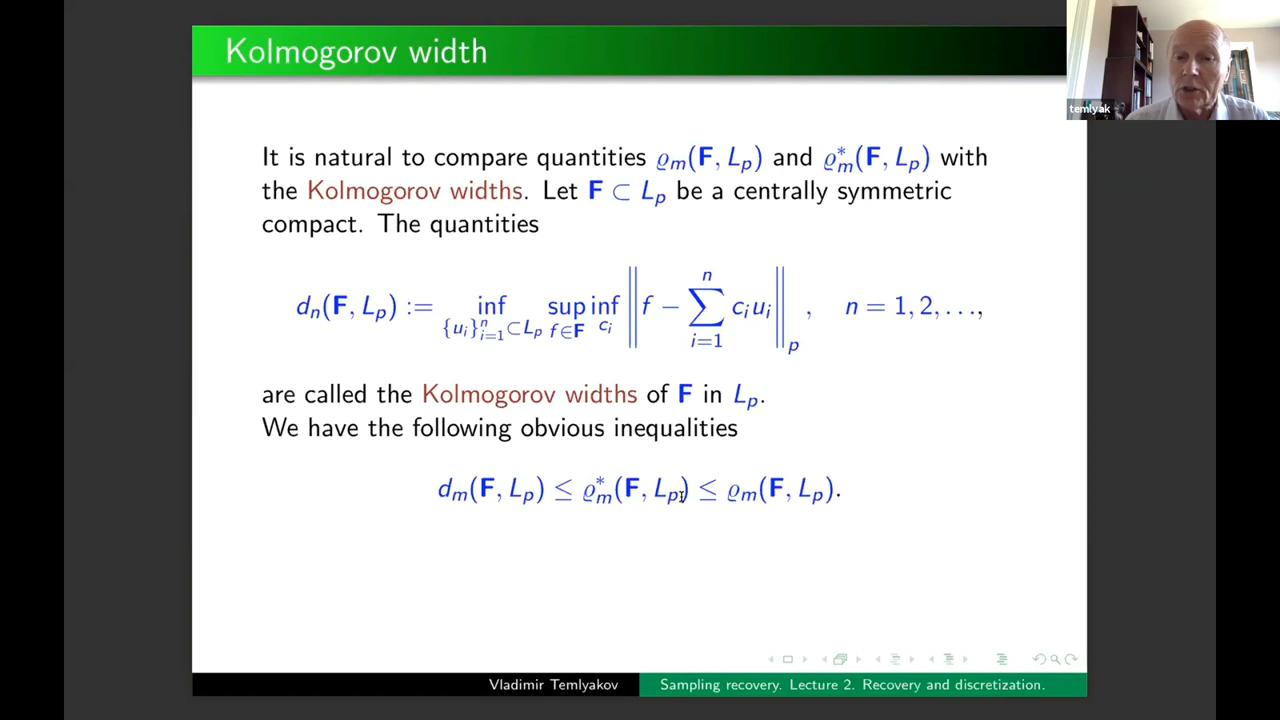 Kolmogorov width
temlyak
It is natural to compare quantities ϱ_m(F, L_p) and ϱ*_m(F, L_p) with
the Kolmogorov widths. Let F ⊂ L_p be a centrally symmetric
compact. The quantities
d_n(F, L_p) := inf_{{u_i}^n_{i=1} ⊂ L_p} sup_{f∈F} inf_{c_i} ‖ f − ∑_{i=1}^{n} c_i u_i ‖_p , n = 1, 2, . . . ,
are called the Kolmogorov widths of F in L_p.
We have the following obvious inequalities
d_m(F, L_p) ≤ ϱ*_m(F, L_p) ≤ ϱ_m(F, L_p).
Vladimir Temlyakov Sampling recovery. Lecture 2. Recovery and discretization.